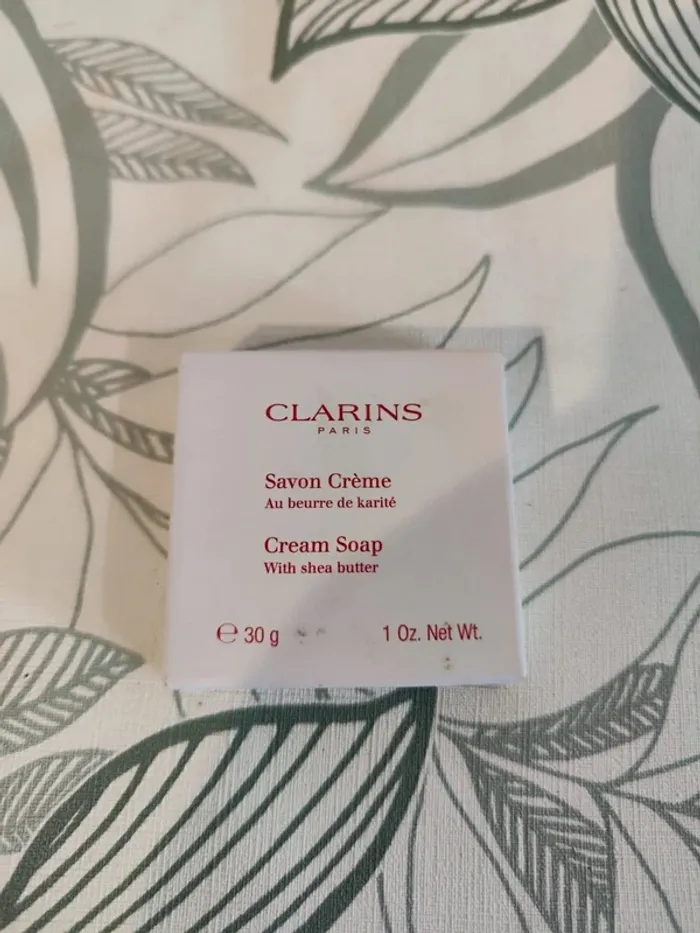 CLARINS
PARIS
Savon Crème
Au beurre de karité
Cream Soap
With shea butter
℮ 30 g 1 Oz. Net Wt.